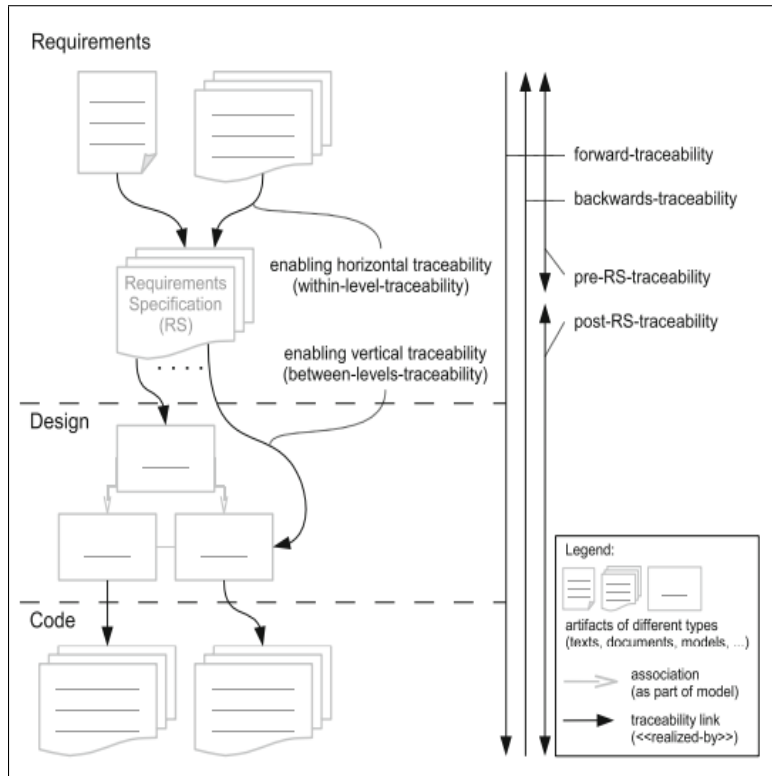 Requirements
forward-traceability
backwards-traceability
enabling horizontal traceability
(within-level-traceability)
pre-RS-traceability
Requirements
Specification
(RS)
post-RS-traceability
enabling vertical traceability
(between-levels-traceability)
. . . .
Design
Code
Legend:
artifacts of different types
(texts, documents, models, ...)
association
(as part of model)
traceability link
(<<realized-by>>)